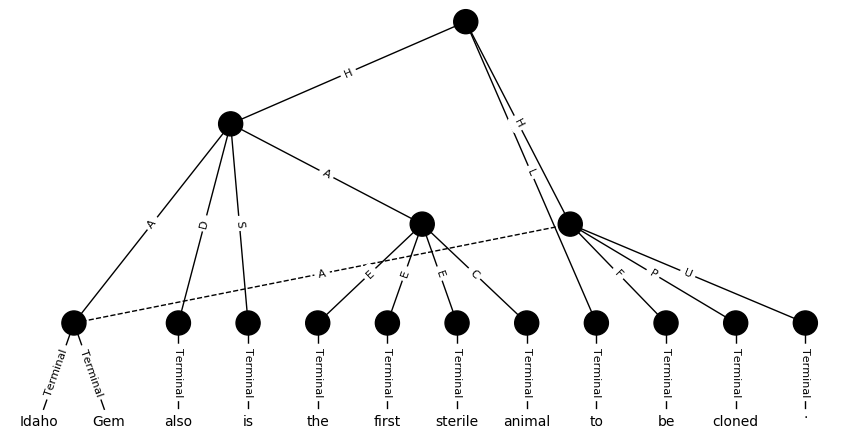 H
H
A
L
A
D
S
A
E
E
E
C
F
P
U
Terminal Terminal Terminal Terminal Terminal Terminal Terminal Terminal Terminal Terminal Terminal Terminal
Idaho Gem also is the first sterile animal to be cloned .